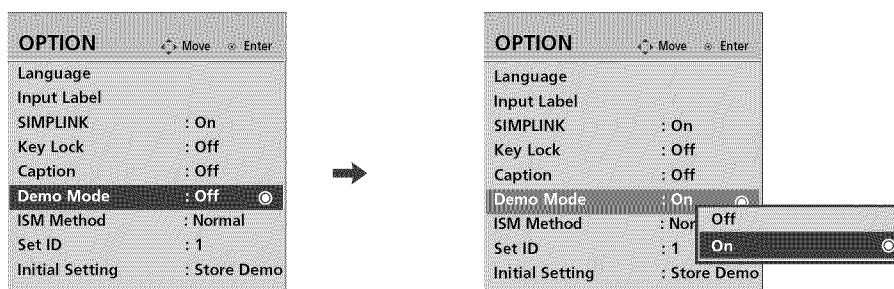 OPTION Move Enter
Language
Input Label
SIMPLINK : On
Key Lock : Off
Caption : Off
Demo Mode : Off
ISM Method : Normal
Set ID : 1
Initial Setting : Store Demo
OPTION Move Enter
Language
Input Label
SIMPLINK : On
Key Lock : Off
Caption : Off
Demo Mode : On
ISM Method : Nor
Set ID : 1
Initial Setting : Store Demo
Off
On